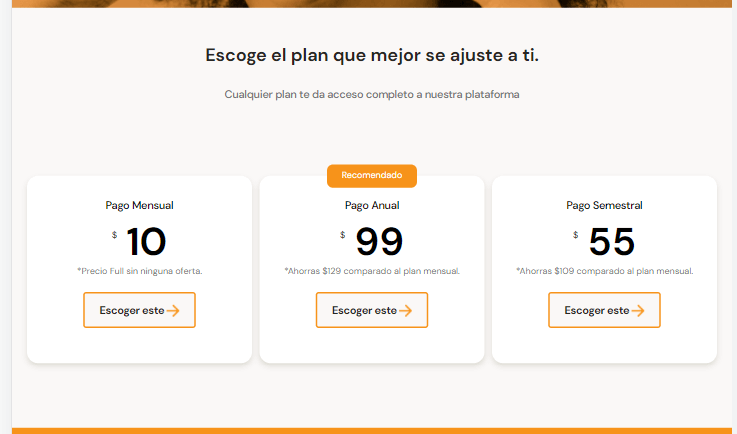 Escoge el plan que mejor se ajuste a ti.
Cualquier plan te da acceso completo a nuestra plataforma
Pago Mensual
$ 10
*Precio Full sin ninguna oferta.
Escoger este
Recomendado
Pago Anual
$ 99
*Ahorras $129 comparado al plan mensual.
Escoger este
Pago Semestral
$ 55
*Ahorras $109 comparado al plan mensual.
Escoger este